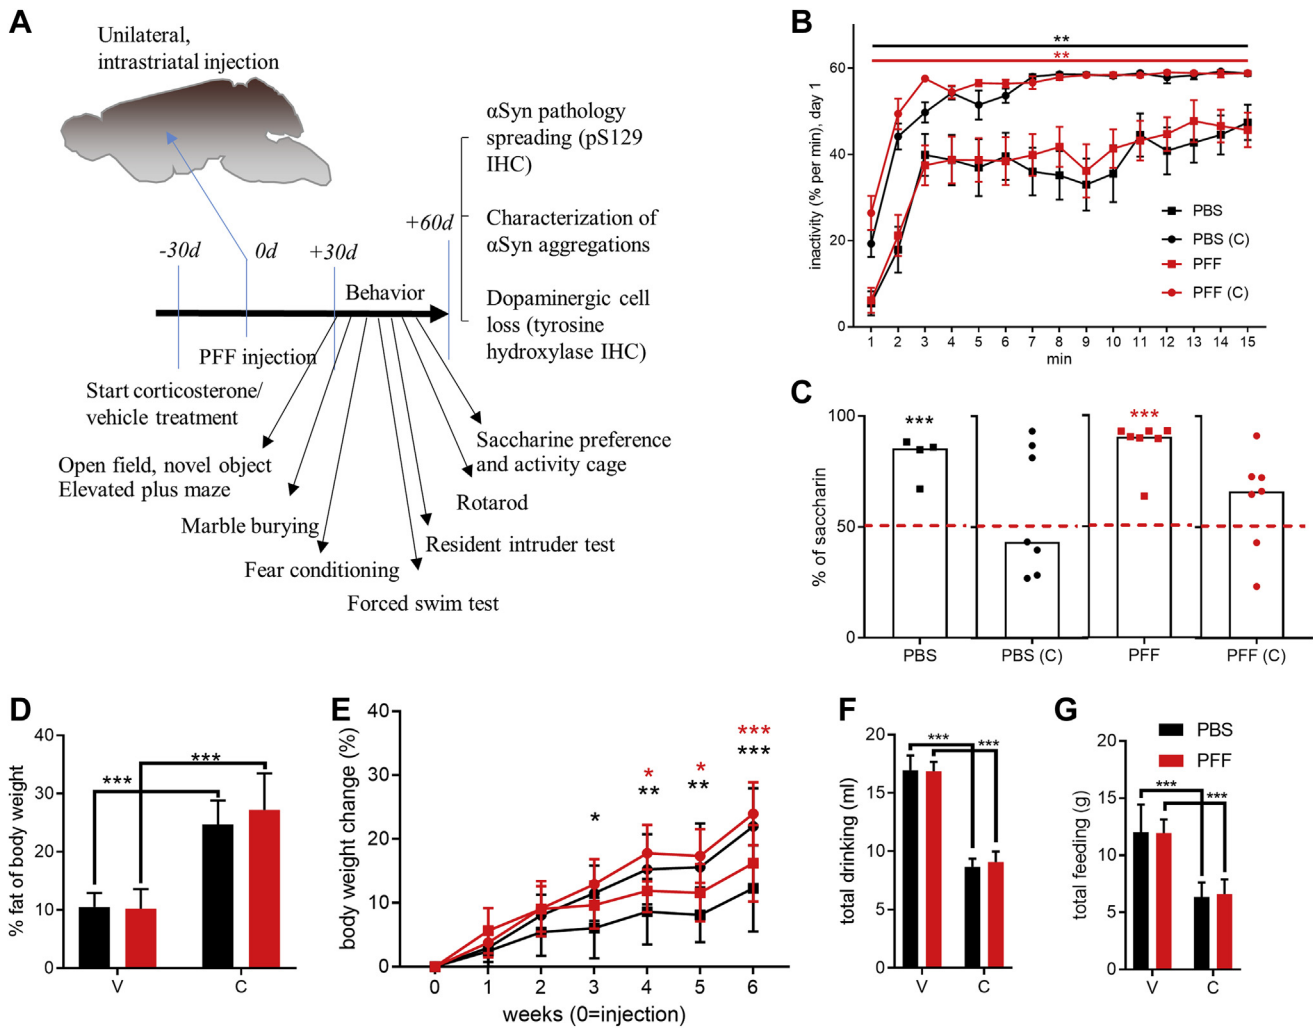 A
Unilateral,
intrastriatal injection
αSyn pathology
spreading (pS129
IHC)
Characterization of
αSyn aggregations
Dopaminergic cell
loss (tyrosine
hydroxylase IHC)
-30d
0d
+30d
+60d
Behavior
PFF injection
Start corticosterone/
vehicle treatment
Open field, novel object
Elevated plus maze
Marble burying
Fear conditioning
Forced swim test
Resident intruder test
Rotarod
Saccharine preference
and activity cage
B
inactivity (% per min), day 1
60
40
20
0
**
**
PBS
PBS (C)
PFF
PFF (C)
1 2 3 4 5 6 7 8 9 10 11 12 13 14 15
min
C
% of saccharin
100
50
0
***
***
PBS
PBS (C)
PFF
PFF (C)
D
% fat of body weight
40
30
20
10
0
***
***
V
C
E
body weight change (%)
40
30
20
10
0
*
*
**
*
**
***
***
0 1 2 3 4 5 6
weeks (0=injection)
F
total drinking (ml)
20
15
10
5
0
***
***
V
C
G
PBS
PFF
total feeding (g)
20
15
10
5
0
***
***
V
C